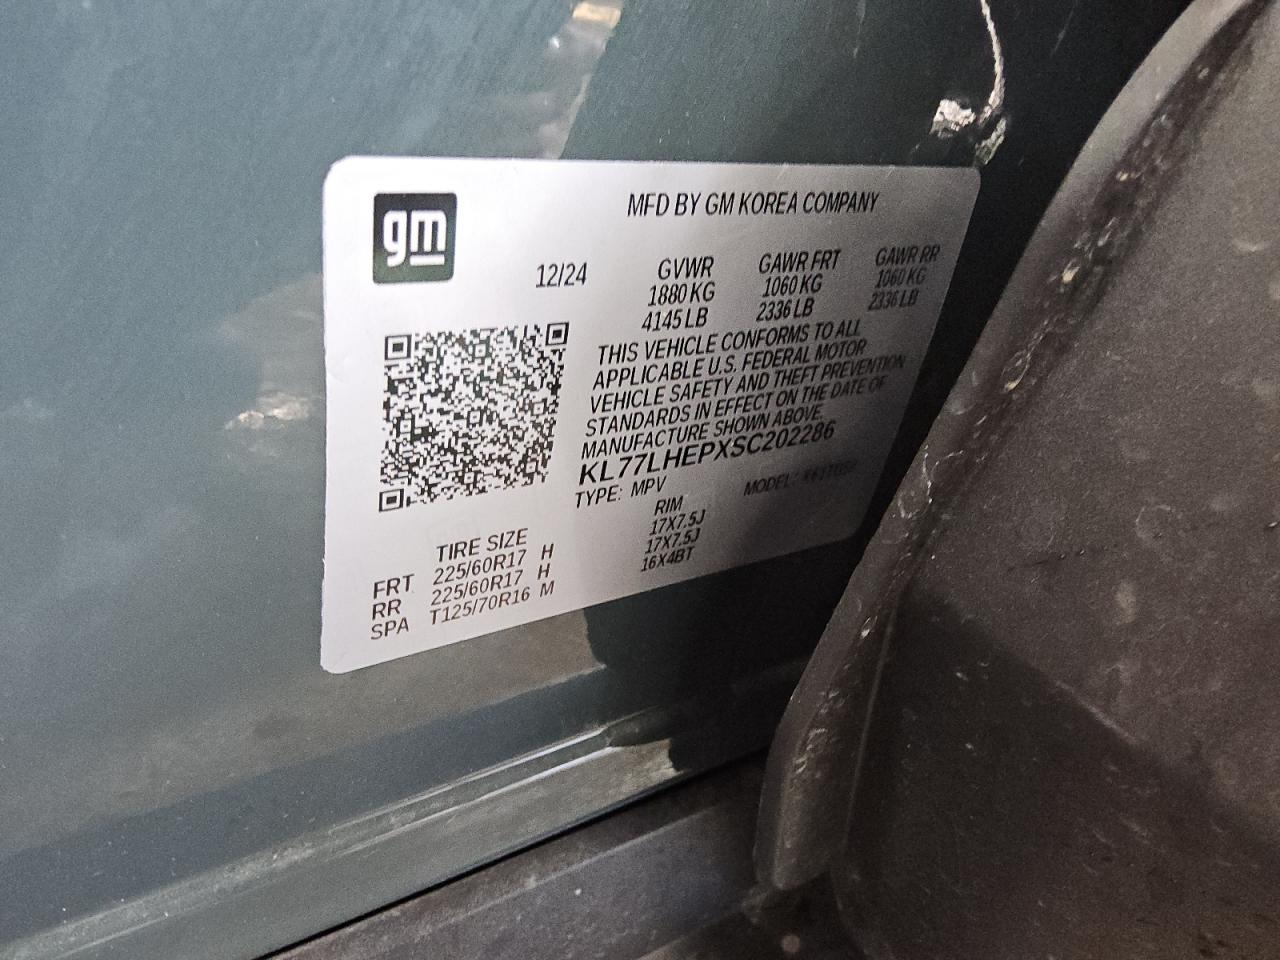 gm
MFD BY GM KOREA COMPANY
12/24 GVWR GAWR FRT GAWR RR
1880 KG 1060 KG 1060 KG
4145 LB 2336 LB 2336 LB
THIS VEHICLE CONFORMS TO ALL
APPLICABLE U.S. FEDERAL MOTOR
VEHICLE SAFETY AND THEFT PREVENTION
STANDARDS IN EFFECT ON THE DATE OF
MANUFACTURE SHOWN ABOVE.
KL77LHEPXSC202286
TYPE: MPV MODEL:
TIRE SIZE RIM
FRT 225/60R17 H 17X7.5J
RR 225/60R17 H 17X7.5J
SPA T125/70R16 M 16X4BT